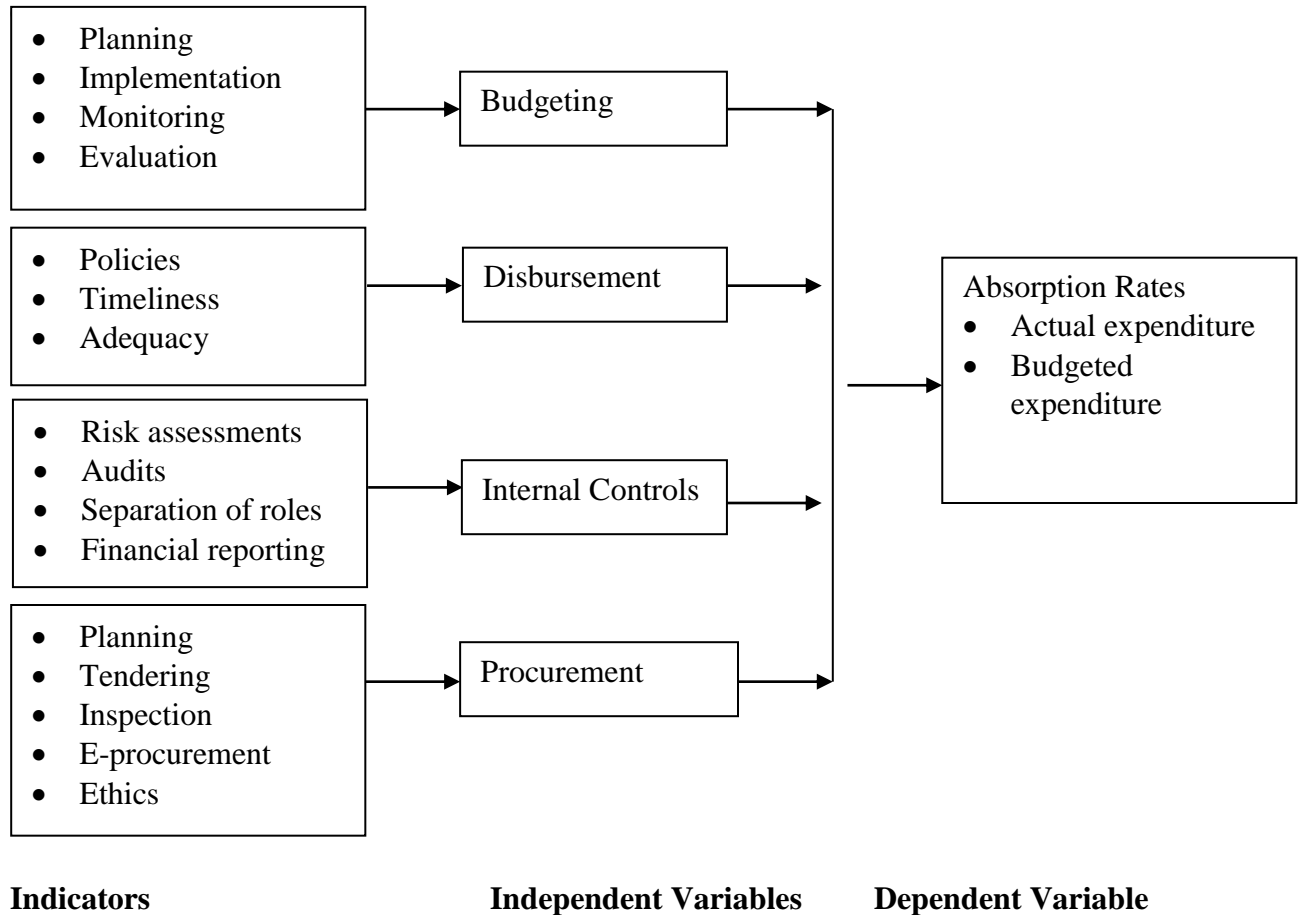 • Planning
• Implementation
• Monitoring
• Evaluation
Budgeting
• Policies
• Timeliness
• Adequacy
Disbursement
• Risk assessments
• Audits
• Separation of roles
• Financial reporting
Internal Controls
• Planning
• Tendering
• Inspection
• E-procurement
• Ethics
Procurement
Absorption Rates
• Actual expenditure
• Budgeted
expenditure
Indicators
Independent Variables
Dependent Variable